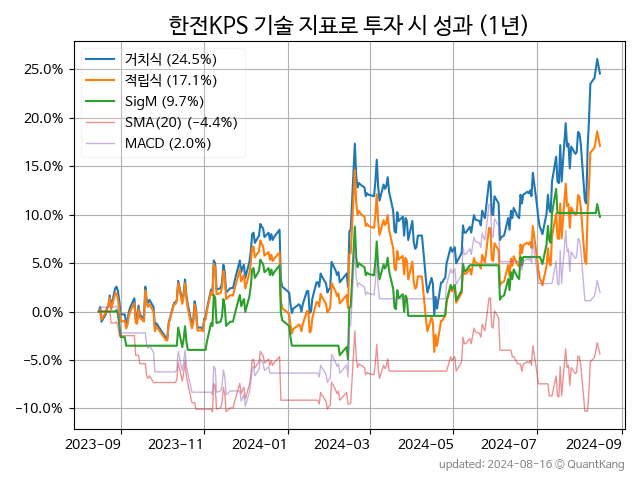 한전KPS 기술 지표로 투자 시 성과 (1년)
거치식 (24.5%)
적립식 (17.1%)
SigM (9.7%)
SMA(20) (−4.4%)
MACD (2.0%)
25.0%
20.0%
15.0%
10.0%
5.0%
0.0%
−5.0%
−10.0%
2023-09 2023-11 2024-01 2024-03 2024-05 2024-07 2024-09
updated: 2024-08-16 © QuantKang